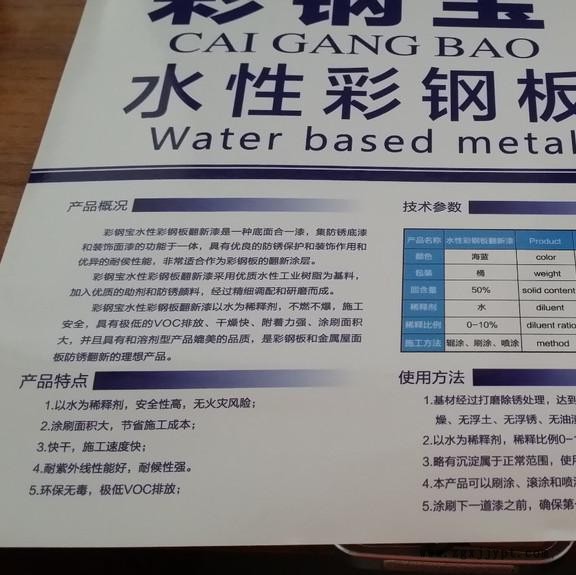 彩钢宝
CAI GANG BAO
水性彩钢板
Water based metal
产品概况
彩钢宝水性彩钢板翻新漆是一种底面合一漆，集防锈底漆
和装饰面漆的功能于一体，具有优良的防锈保护和装饰作用和
优异的耐侯性能，非常适合作为彩钢板的翻新涂层。
彩钢宝水性彩钢板翻新漆采用优质水性工业树脂为基料，
加入优质的助剂和防锈颜料，经过精细调配和研磨而成。
彩钢宝水性彩钢板翻新漆以水为稀释剂，不燃不爆，施工
安全，具有极低的VOC排放、干燥快、附着力强、涂刷面积
大，并且具有和溶剂型产品媲美的品质，是彩钢板和金属屋面
板防锈翻新的理想产品。
产品特点
1.以水为稀释剂，安全性高，无火灾风险；
2.涂刷面积大，节省施工成本；
3.快干，施工速度快；
4.耐紫外线性能好，耐候性强。
5.环保无毒，极低VOC排放；
技术参数
产品名称 水性彩钢板翻新漆 Product
颜色 海蓝 color
包装 桶 weight
固含量 50% solid content
稀释剂 水 diluent
稀释比例 0~10% diluent ratio
施工方法 辊涂、刷涂、喷涂 method
使用方法
1.基材经过打磨除锈处理，达到
燥、无浮土、无浮锈、无油
2.以水为稀释剂，稀释比例0~1
3.略有沉淀属于正常范围，使
4.本产品可以刷涂、滚涂和喷
5.涂刷下一道漆之前，确保第